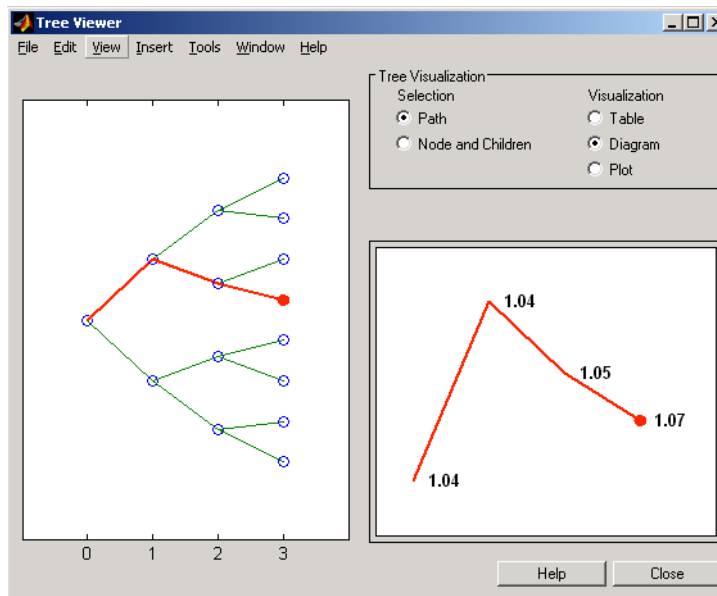 Tree Viewer
File Edit View Insert Tools Window Help
Tree Visualization
Selection
Visualization
Path
Table
Node and Children
Diagram
Plot
1.04
1.05
1.07
1.04
0 1 2 3
Help
Close